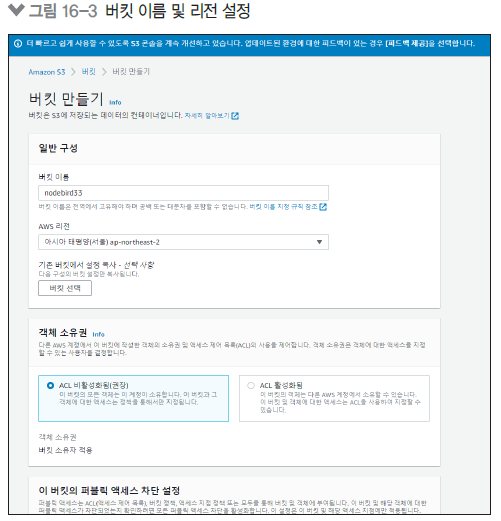 그림 16-3 버킷 이름 및 리전 설정
더 빠르고 쉽게 사용할 수 있도록 S3 콘솔을 계속 개선하고 있습니다. 업데이트된 환경에 대한 피드백이 있는 경우 [피드백 제공]을 선택합니다.
Amazon S3 > 버킷 > 버킷 만들기
버킷 만들기 Info
버킷은 S3에 저장되는 데이터의 컨테이너입니다. 자세히 알아보기
일반 구성
버킷 이름
nodebird33
버킷 이름은 전역에서 고유해야 하며 공백 또는 대문자를 포함할 수 없습니다. 버킷 이름 지정 규칙 참조
AWS 리전
아시아 태평양(서울) ap-northeast-2
기존 버킷에서 설정 복사 - 선택 사항
다음 구성의 버킷 설정만 복사됩니다.
버킷 선택
객체 소유권 Info
다른 AWS 계정에서 이 버킷에 작성한 객체의 소유권 및 액세스 제어 목록(ACL)의 사용을 제어합니다. 객체 소유권은 객체에 대한 액세스를 지정
할 수 있는 사용자를 결정합니다.
ACL 비활성화됨(권장)
이 버킷의 모든 객체는 이 계정이 소유합니다. 이 버킷과 그
객체에 대한 액세스는 정책을 통해서만 지정됩니다.
ACL 활성화됨
이 버킷의 객체는 다른 AWS 계정에서 소유할 수 있습니다.
이 버킷 및 객체에 대한 액세스는 ACL을 사용하여 지정할 수
있습니다.
객체 소유권
버킷 소유자 적용
이 버킷의 퍼블릭 액세스 차단 설정
퍼블릭 액세스는 ACL(액세스 제어 목록), 버킷 정책, 액세스 지점 정책 또는 모두를 통해 버킷 및 객체에 부여됩니다. 이 버킷 및 해당 객체에 대한
퍼블릭 액세스가 차단되었는지 확인하려면 모든 퍼블릭 액세스 차단을 활성화합니다. 이 설정은 이 버킷 및 해당 액세스 지점에만 적용됩니다.